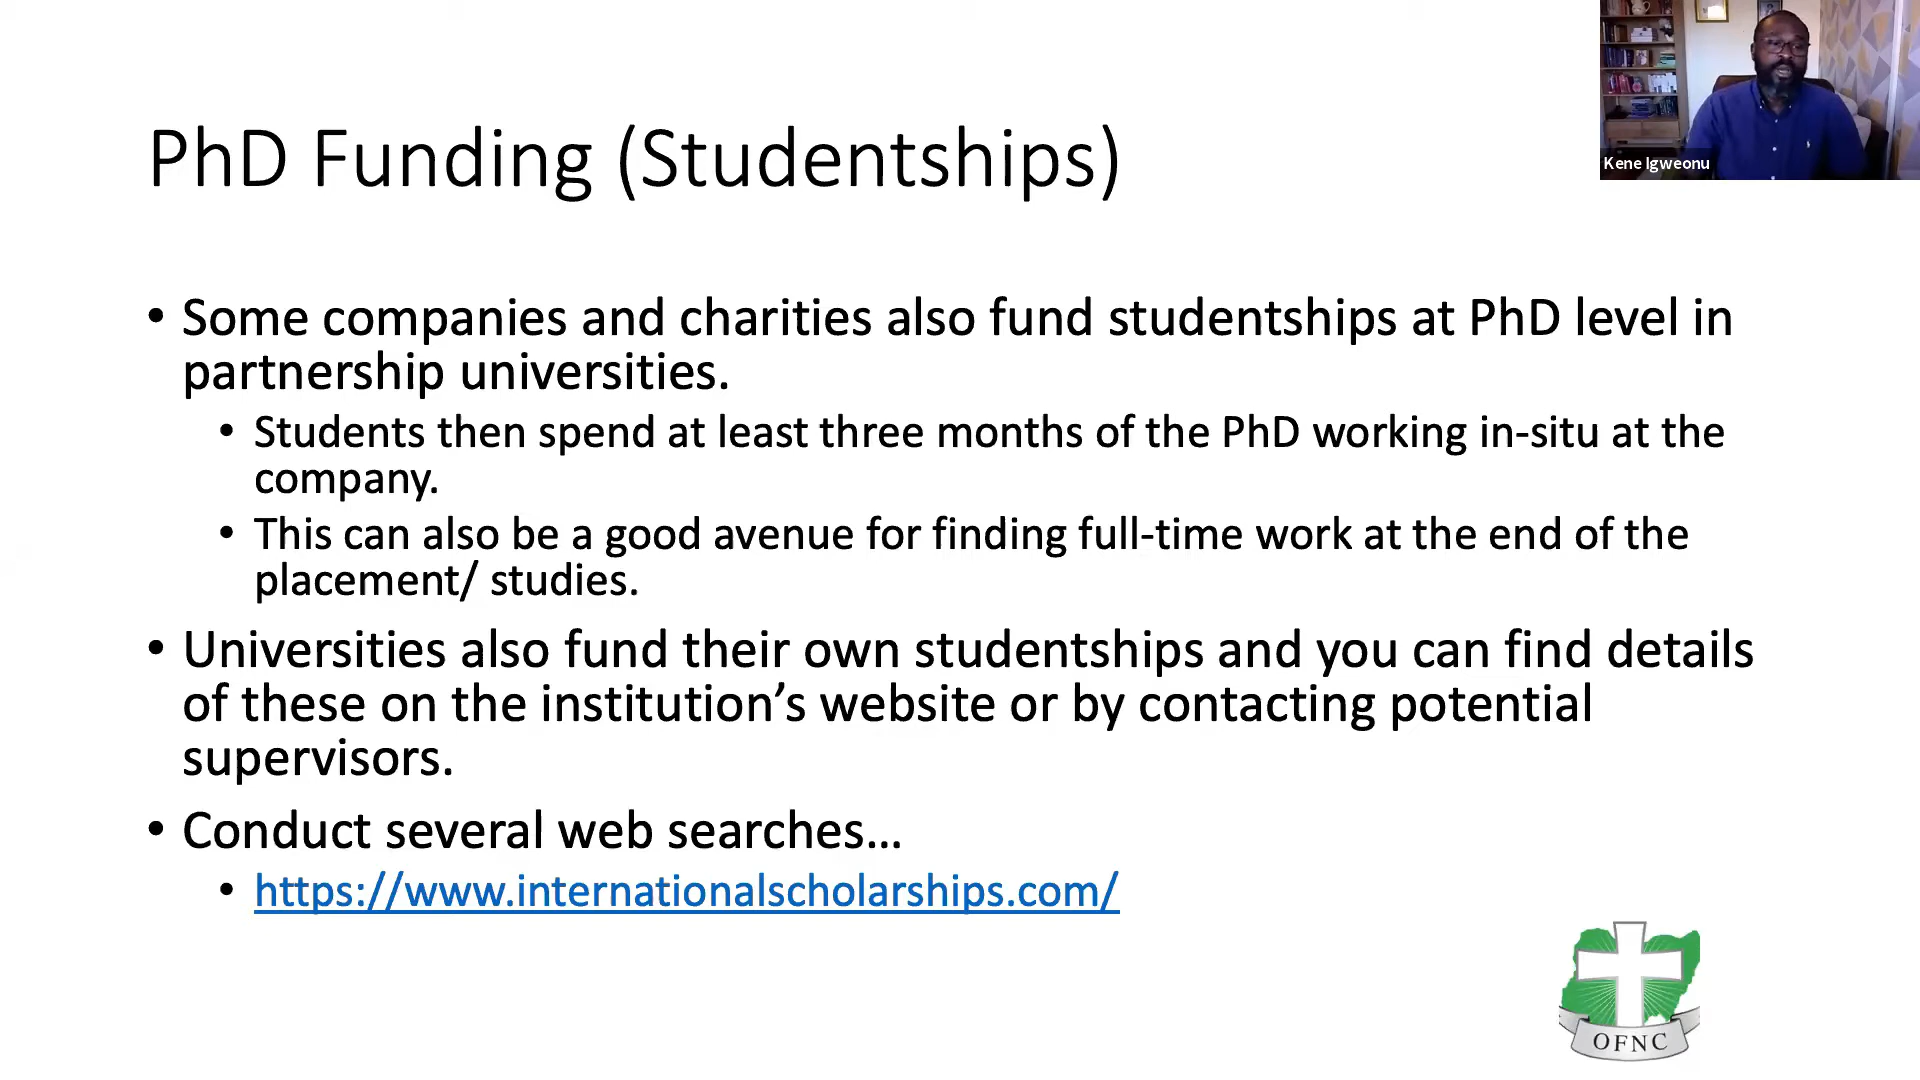 Kene Igweonu
PhD Funding (Studentships)
• Some companies and charities also fund studentships at PhD level in
partnership universities.
• Students then spend at least three months of the PhD working in-situ at the
company.
• This can also be a good avenue for finding full-time work at the end of the
placement/ studies.
• Universities also fund their own studentships and you can find details
of these on the institution’s website or by contacting potential
supervisors.
• Conduct several web searches…
• https://www.internationalscholarships.com/
OFNC